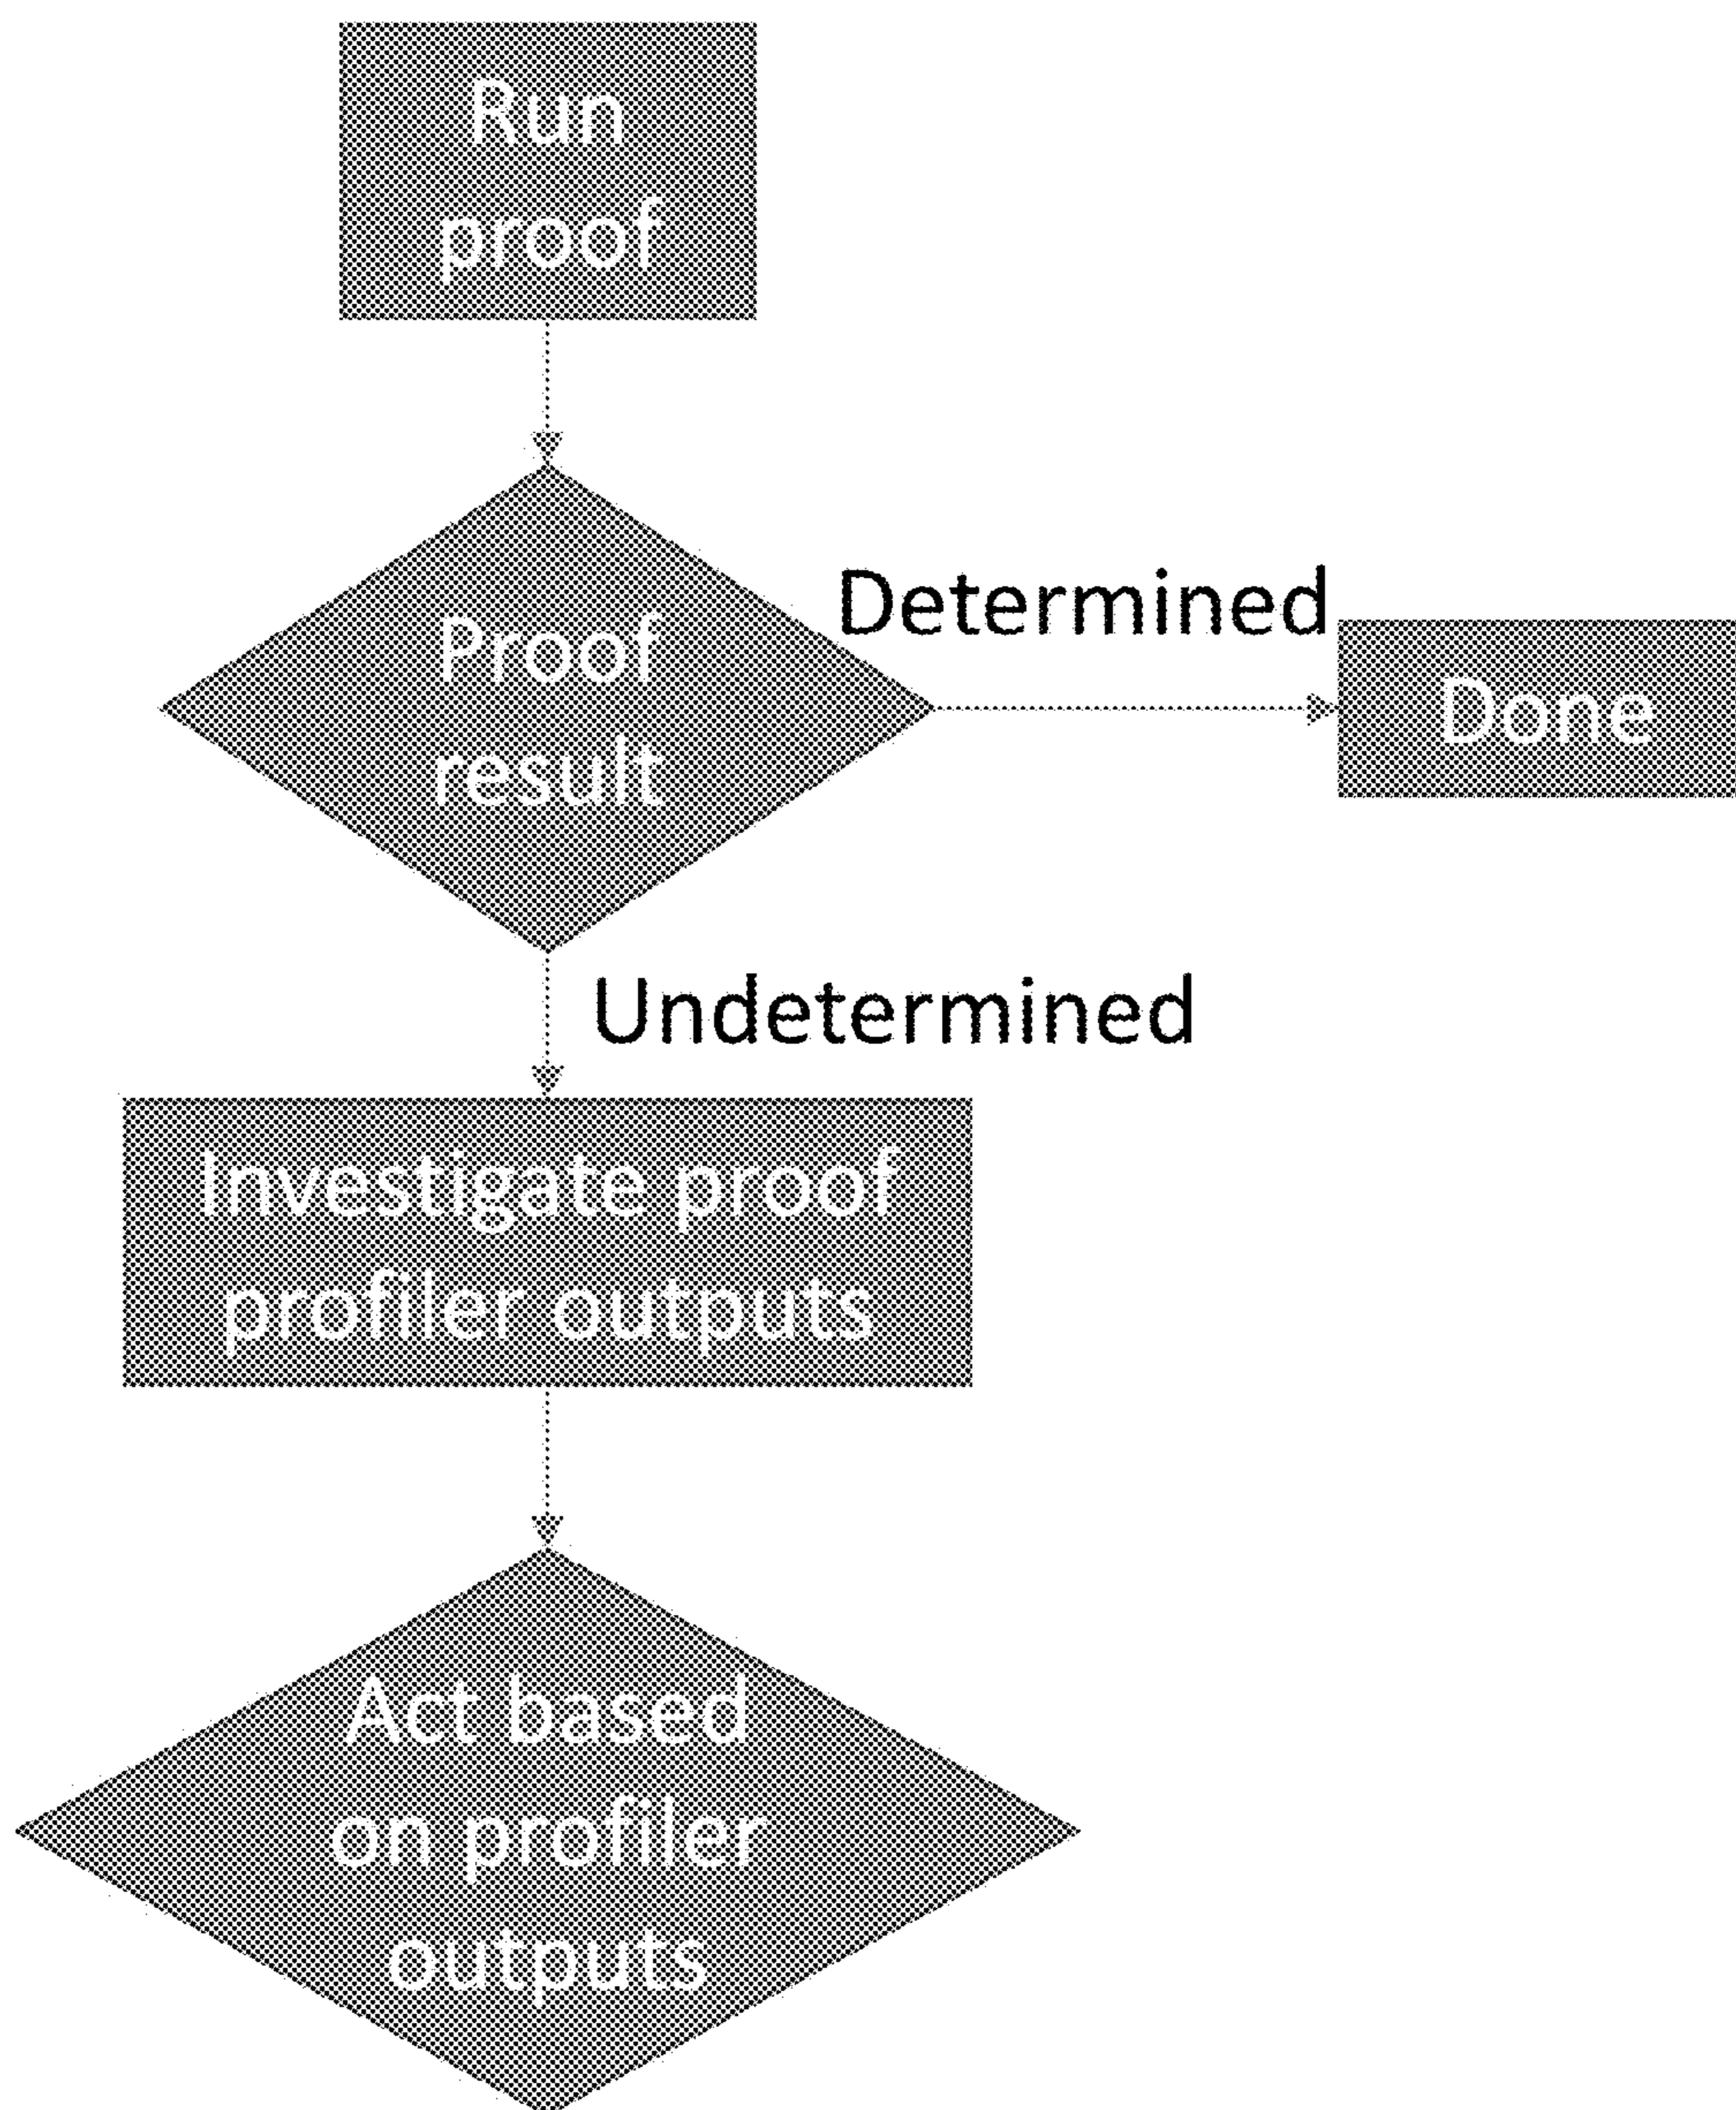 Run
proof
Proof
result
Determined
Done
Undetermined
Investigate proof
profiler outputs
Act based
on profiler
outputs